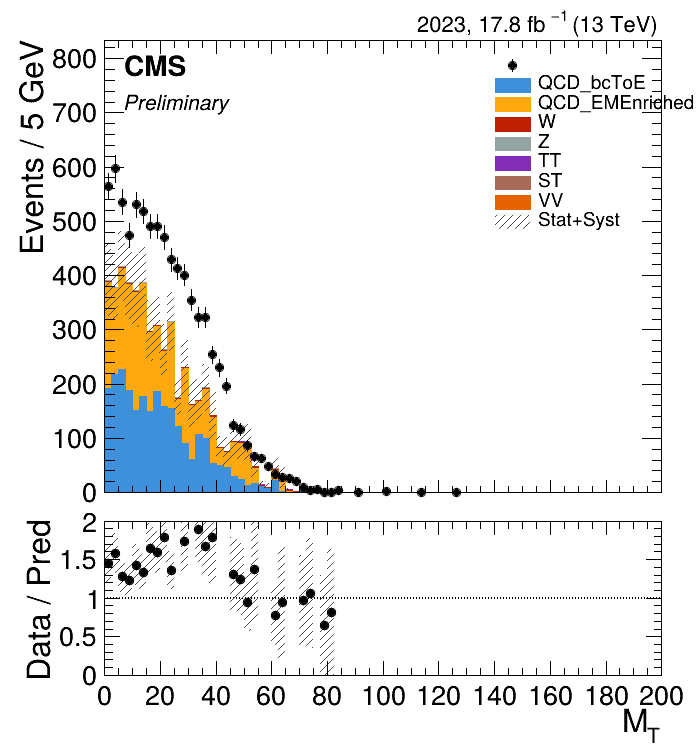 2023, 17.8 fb⁻¹ (13 TeV)
Events / 5 GeV
800
700
600
500
400
300
200
100
0
CMS
Preliminary
QCD_bcToE
QCD_EMEnriched
W
Z
TT
ST
VV
Stat+Syst
Data / Pred
2
1.5
1
0.5
0
0 20 40 60 80 100 120 140 160 180 200
M_T